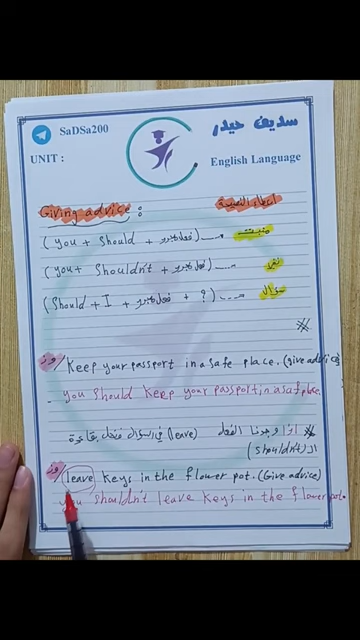 SaDSa200
سديف حيدر
UNIT :
English Language
Giving advice : إعطاء النصيحة
(you + should + فعل مجرد) مثبت
(you + shouldn't + فعل مجرد) نفي
(Should + I + فعل مجرد + ?) سؤال
Keep your passport in a safe place. (give advice)
you should keep your passport in a safe place.
اذا وجدنا الفعل (leave) في السؤال فنحل بقاعدة
الـ (shouldn't)
leave keys in the flower pot. (Give advice)
you shouldn't leave keys in the flower pot.